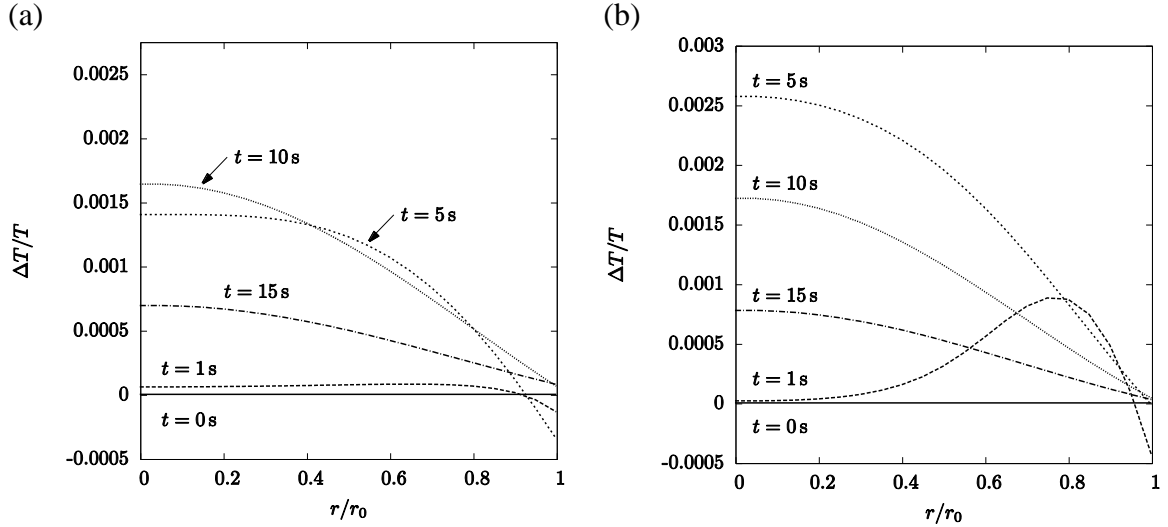 (a)
0.0025
0.002
0.0015
0.001
0.0005
0
-0.0005
ΔT/T
t = 10 s
t = 5 s
t = 15 s
t = 1 s
t = 0 s
0 0.2 0.4 0.6 0.8 1
r/r₀
(b)
0.003
0.0025
0.002
0.0015
0.001
0.0005
0
-0.0005
ΔT/T
t = 5 s
t = 10 s
t = 15 s
t = 1 s
t = 0 s
0 0.2 0.4 0.6 0.8 1
r/r₀